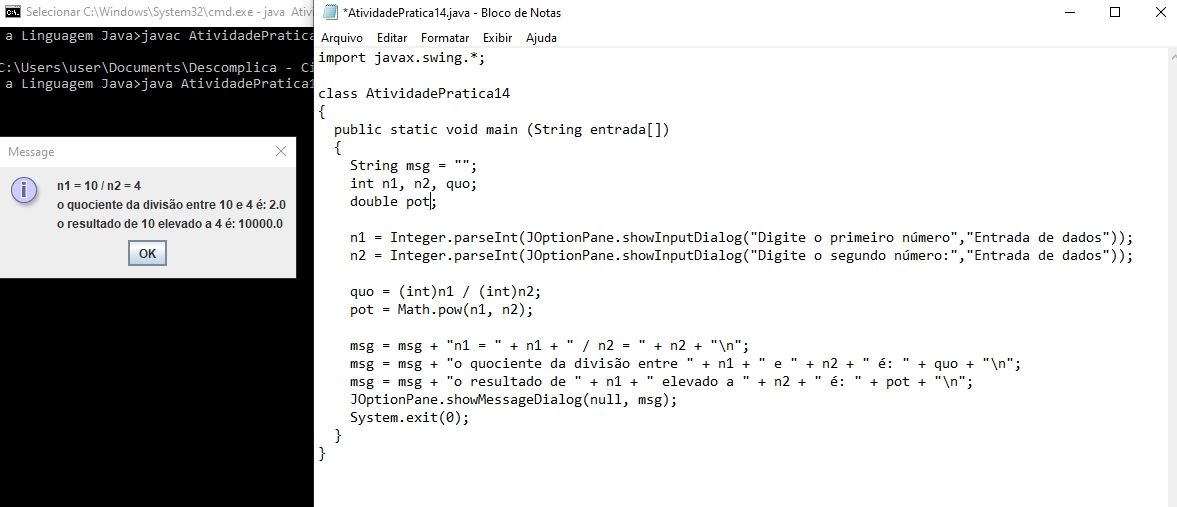 Selecionar C:\Windows\System32\cmd.exe - java Ativi
a Linguagem Java>javac AtividadePratica
C:\Users\user\Documents\Descomplica - Ci
a Linguagem Java>java AtividadePratica1
Message
n1 = 10 / n2 = 4
o quociente da divisão entre 10 e 4 é: 2.0
o resultado de 10 elevado a 4 é: 10000.0
OK
*AtividadePratica14.java - Bloco de Notas
Arquivo Editar Formatar Exibir Ajuda
import javax.swing.*;
class AtividadePratica14
{
public static void main (String entrada[])
{
String msg = "";
int n1, n2, quo;
double pot;
n1 = Integer.parseInt(JOptionPane.showInputDialog("Digite o primeiro número","Entrada de dados"));
n2 = Integer.parseInt(JOptionPane.showInputDialog("Digite o segundo número:","Entrada de dados"));
quo = (int)n1 / (int)n2;
pot = Math.pow(n1, n2);
msg = msg + "n1 = " + n1 + " / n2 = " + n2 + "\n";
msg = msg + "o quociente da divisão entre " + n1 + " e " + n2 + " é: " + quo + "\n";
msg = msg + "o resultado de " + n1 + " elevado a " + n2 + " é: " + pot + "\n";
JOptionPane.showMessageDialog(null, msg);
System.exit(0);
}
}